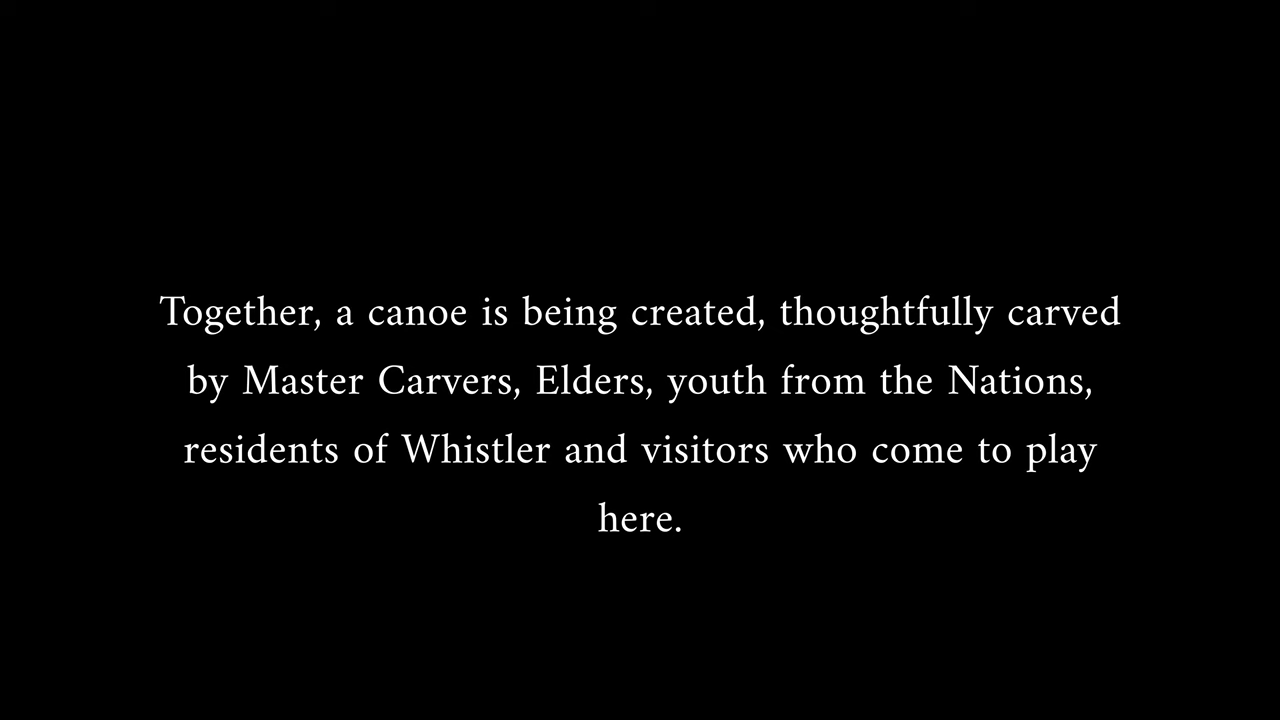 Together, a canoe is being created, thoughtfully carved
by Master Carvers, Elders, youth from the Nations,
residents of Whistler and visitors who come to play
here.